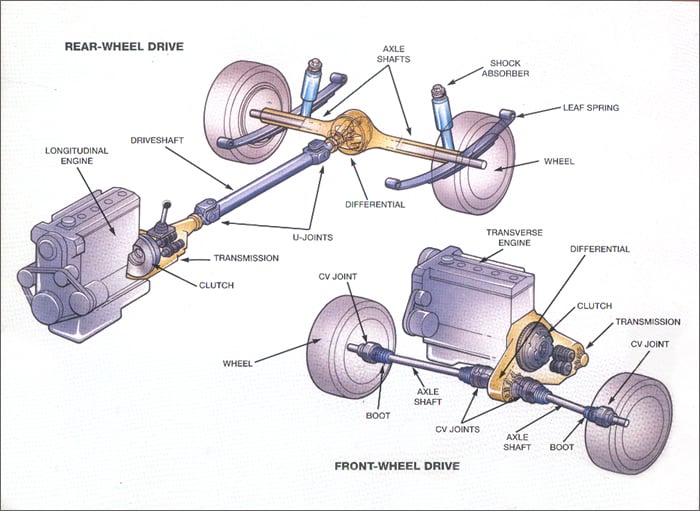 REAR-WHEEL DRIVE
AXLE
SHAFTS
SHOCK
ABSORBER
LEAF SPRING
LONGITUDINAL
ENGINE
DRIVESHAFT
WHEEL
DIFFERENTIAL
U-JOINTS
TRANSMISSION
CLUTCH
TRANSVERSE
ENGINE
DIFFERENTIAL
CV JOINT
CLUTCH
TRANSMISSION
CV JOINT
WHEEL
AXLE
SHAFT
BOOT
CV JOINTS
AXLE
SHAFT
BOOT
FRONT-WHEEL DRIVE